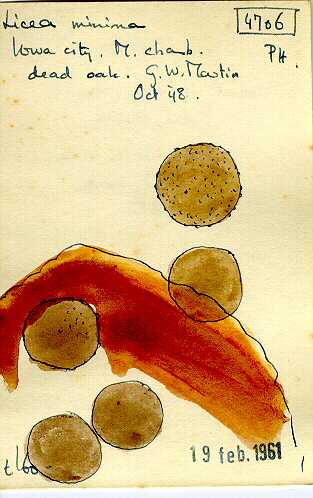 Licea minima
4706
Iowa city. M. chamb.
PH.
dead oak. G.W. Martin
Oct 48.
19 feb. 1961